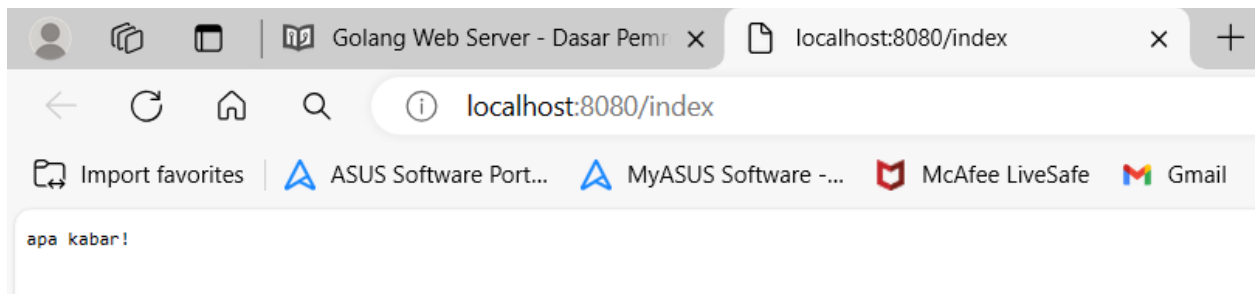 Golang Web Server - Dasar Pemr
localhost:8080/index
localhost:8080/index
Import favorites
ASUS Software Port...
MyASUS Software -...
McAfee LiveSafe
Gmail
apa kabar!